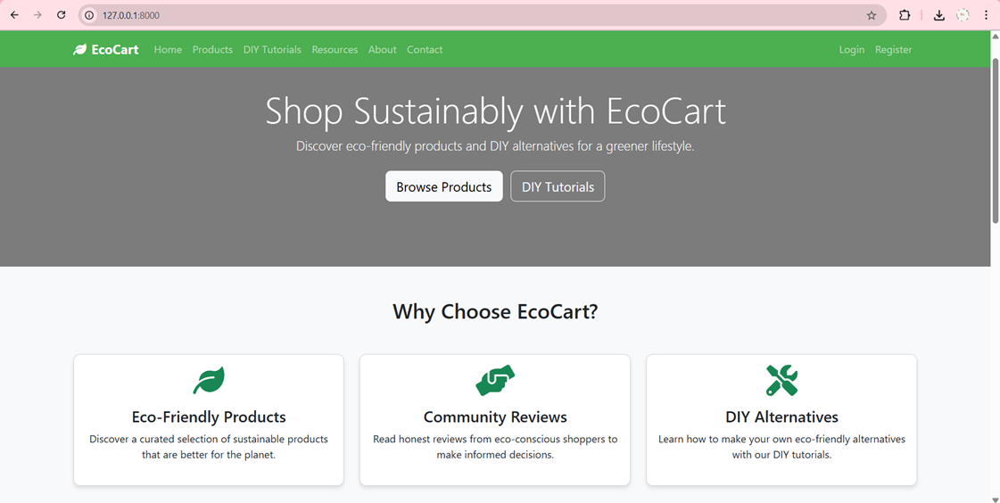 127.0.0.1:8000
EcoCart Home Products DIY Tutorials Resources About Contact Login Register
Shop Sustainably with EcoCart
Discover eco-friendly products and DIY alternatives for a greener lifestyle.
Browse Products DIY Tutorials
Why Choose EcoCart?
Eco-Friendly Products
Discover a curated selection of sustainable products
that are better for the planet.
Community Reviews
Read honest reviews from eco-conscious shoppers to
make informed decisions.
DIY Alternatives
Learn how to make your own eco-friendly alternatives
with our DIY tutorials.